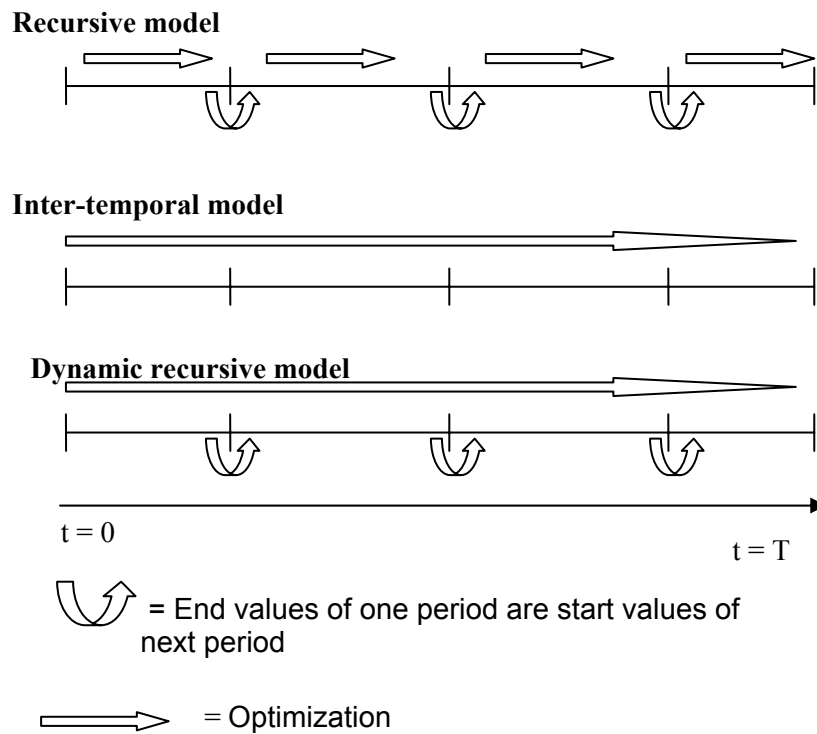 Recursive model
Inter-temporal model
Dynamic recursive model
t = 0
t = T
= End values of one period are start values of
next period
= Optimization